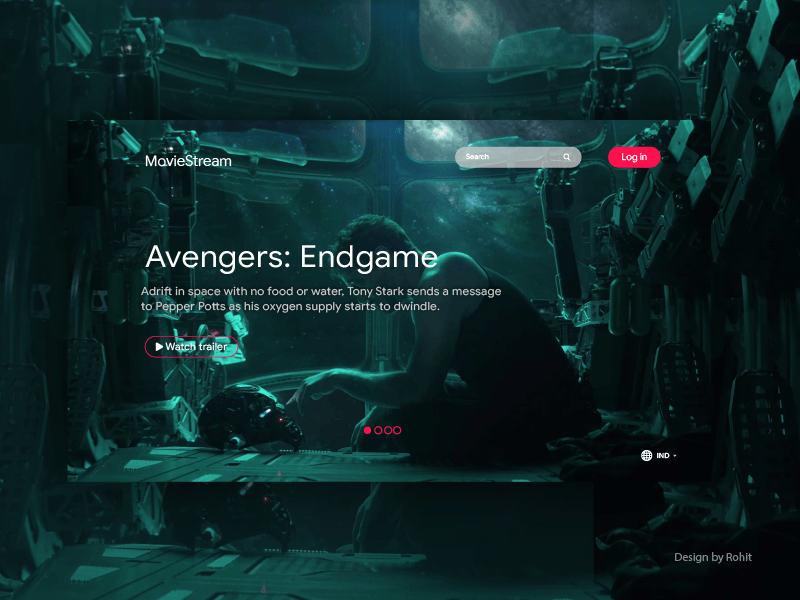 MovieStream
Search
Log in
Avengers: Endgame
Adrift in space with no food or water, Tony Stark sends a message
to Pepper Potts as his oxygen supply starts to dwindle.
Watch trailer
IND
Design by Rohit